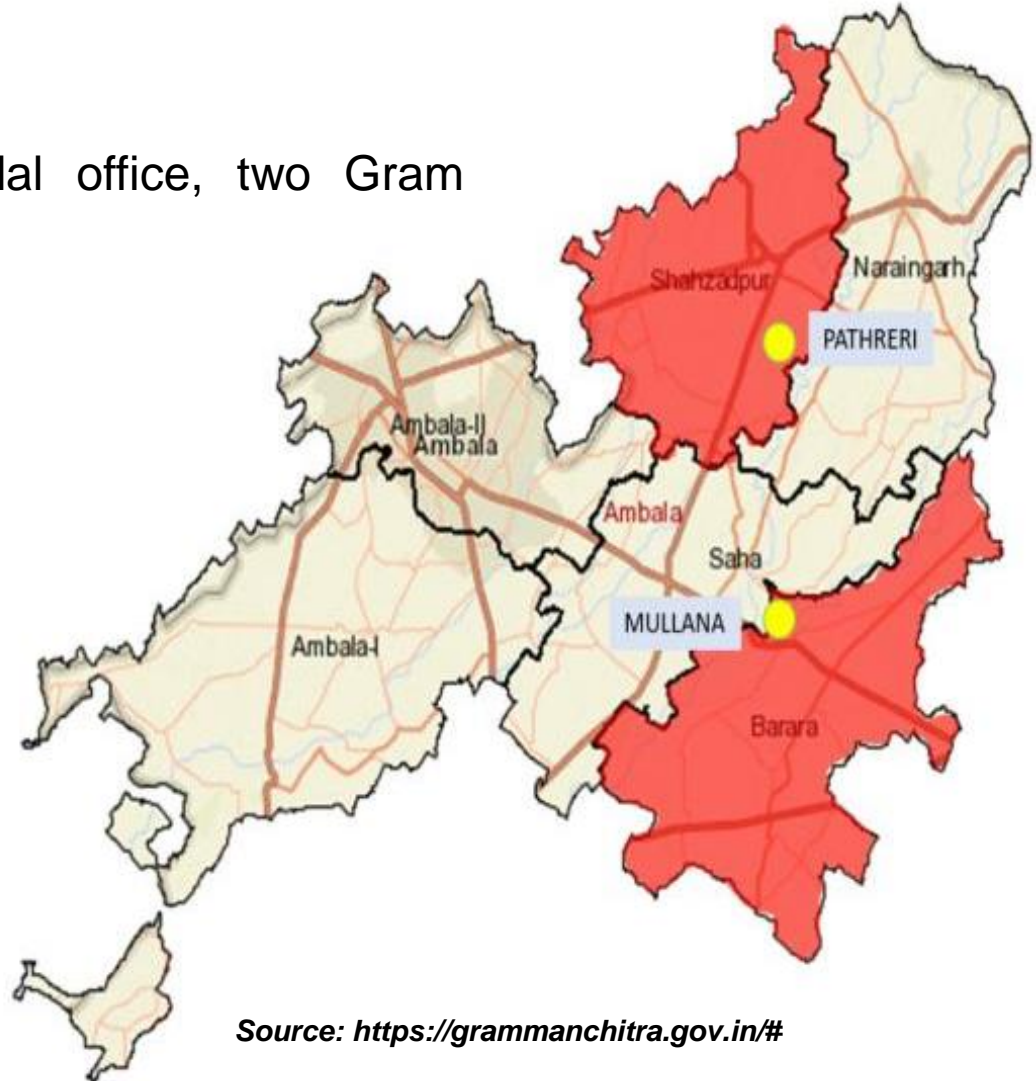 dal office, two Gram
Shahzadpur
Naraingarh
PATHRERI
Ambala-II
Ambala
Ambala
Saha
MULLANA
Ambala-I
Barara
Source: https://grammanchitra.gov.in/#